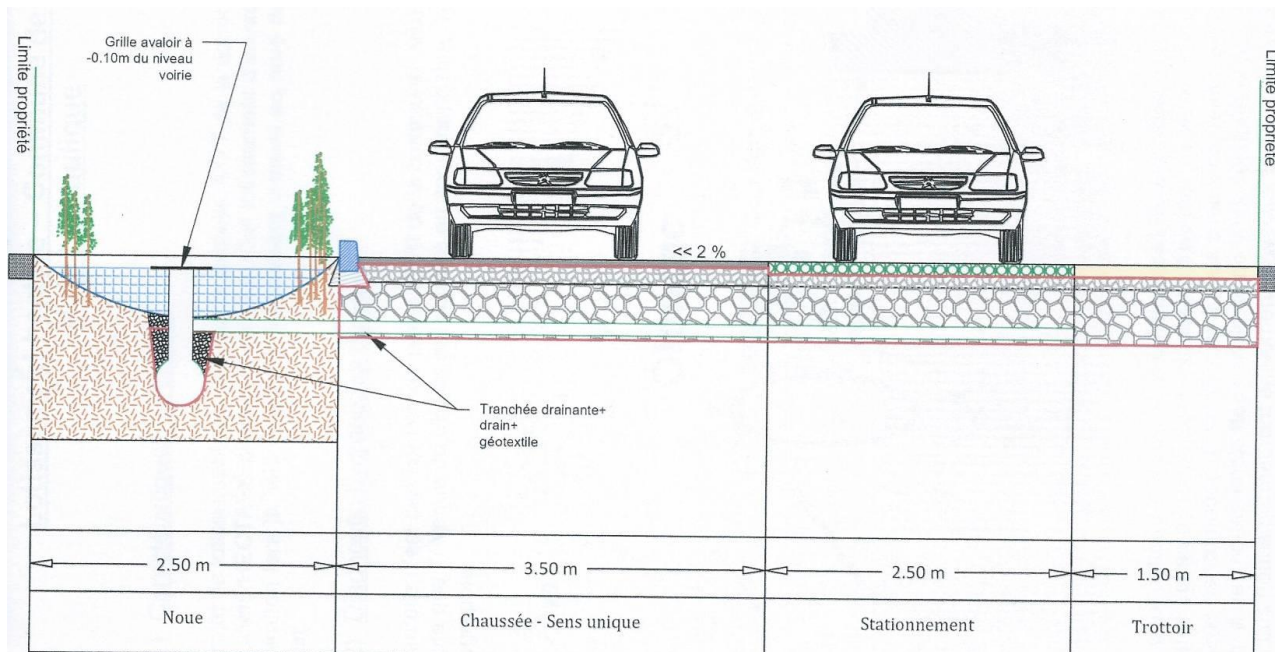 Limite propriété
Grille avaloir à
-0.10m du niveau
voirie
Limite propriété
<< 2 %
Tranchée drainante+
drain+
géotextile
2.50 m
3.50 m
2.50 m
1.50 m
Noue
Chaussée - Sens unique
Stationnement
Trottoir